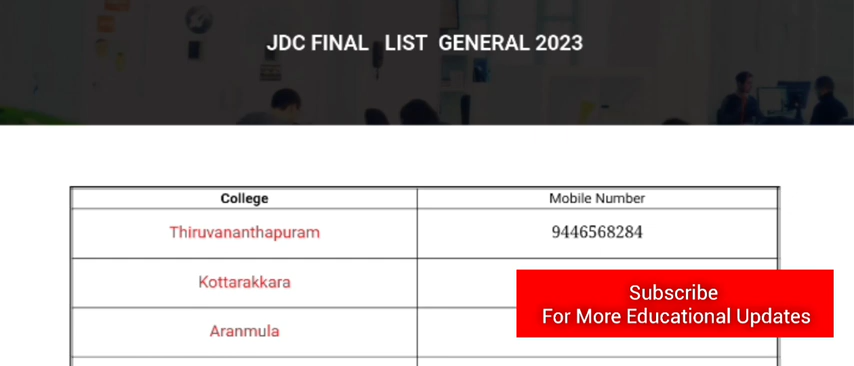 JDC FINAL LIST GENERAL 2023
College Mobile Number
Thiruvananthapuram 9446568284
Kottarakkara
Subscribe
For More Educational Updates
Aranmula